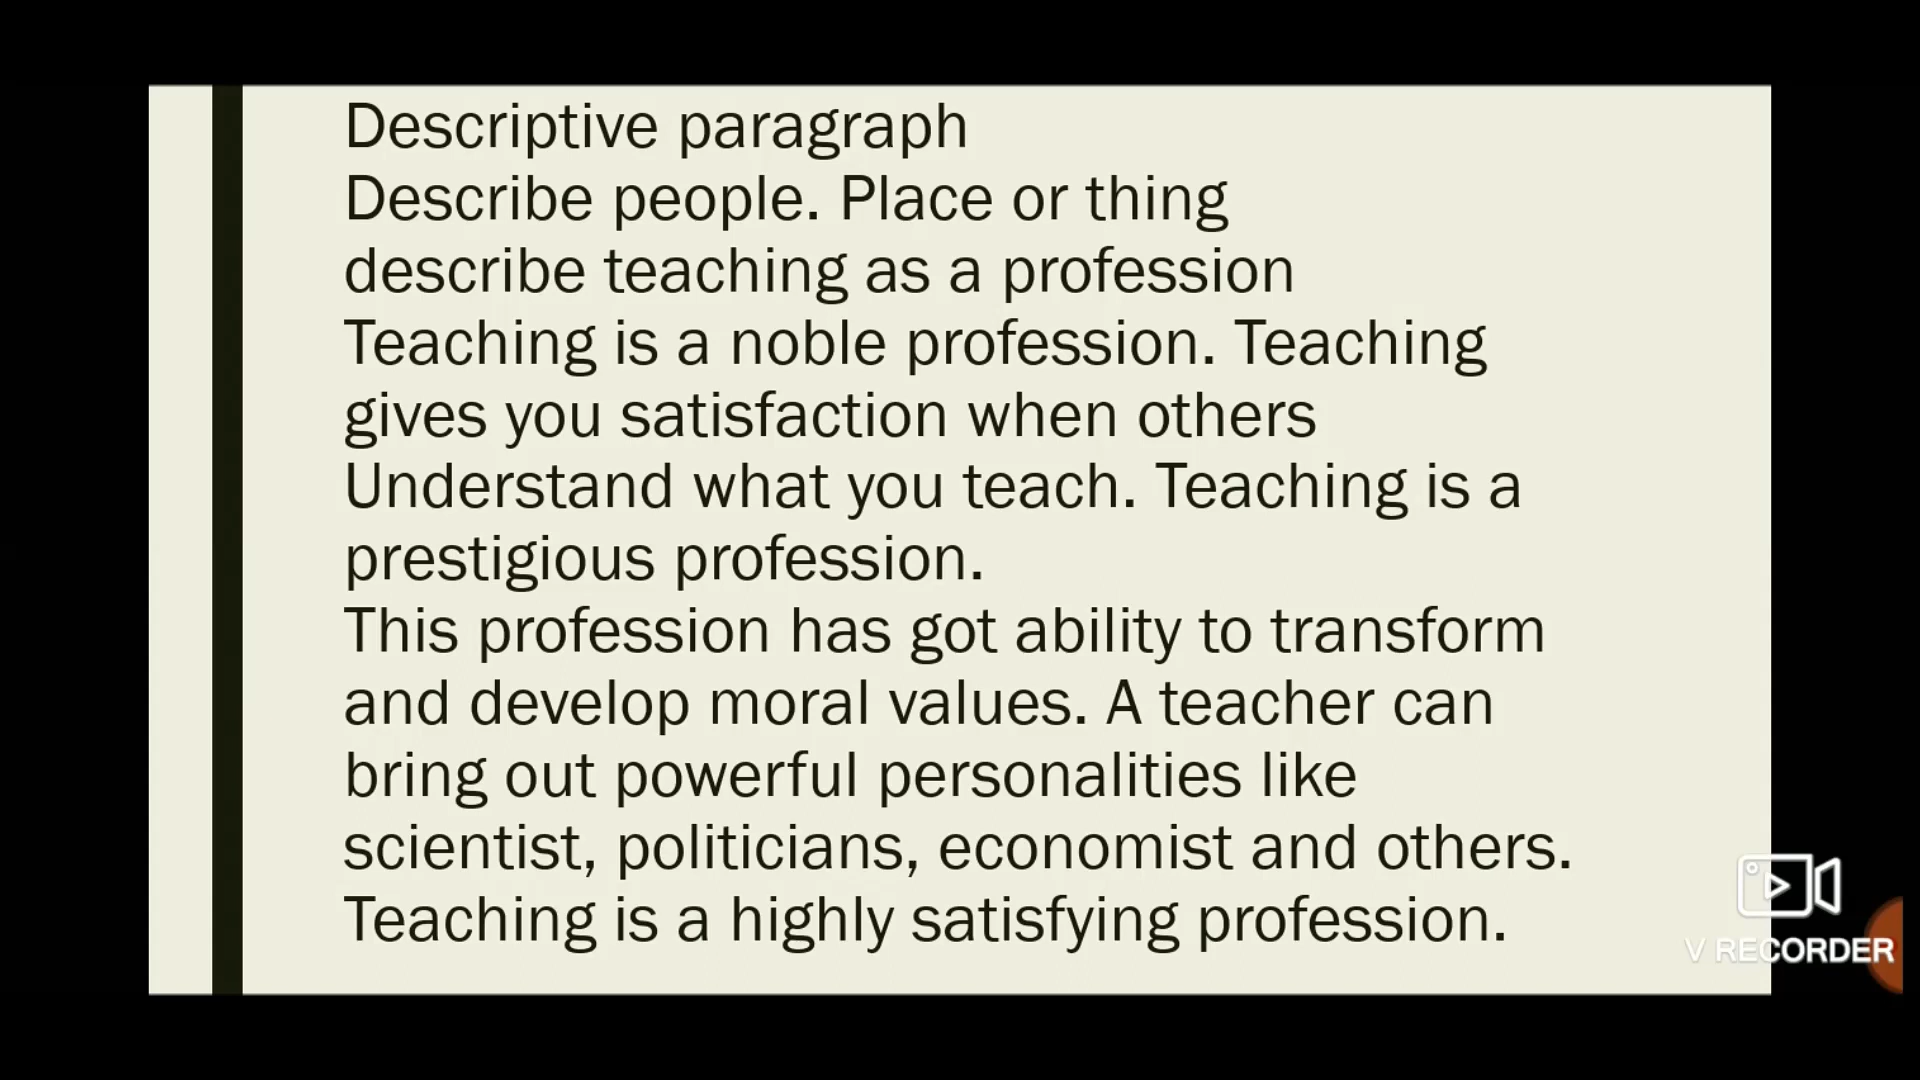 Descriptive paragraph
Describe people. Place or thing
describe teaching as a profession
Teaching is a noble profession. Teaching
gives you satisfaction when others
Understand what you teach. Teaching is a
prestigious profession.
This profession has got ability to transform
and develop moral values. A teacher can
bring out powerful personalities like
scientist, politicians, economist and others.
Teaching is a highly satisfying profession.
V RECORDER